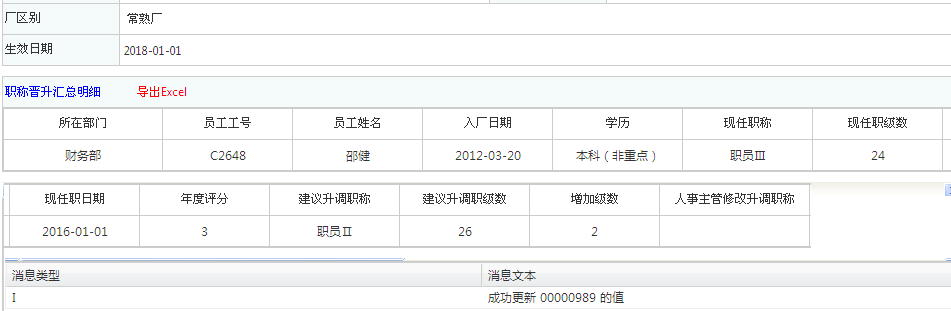 厂区别 常熟厂
生效日期 2018-01-01
职称晋升汇总明细 导出Excel
所在部门 员工工号 员工姓名 入厂日期 学历 现任职称 现任职级数
财务部 C2648 邵健 2012-03-20 本科（非重点） 职员Ⅲ 24
现任职日期 年度评分 建议升调职称 建议升调职级数 增加级数 人事主管修改升调职称
2016-01-01 3 职员Ⅱ 26 2
消息类型 消息文本
I 成功更新 00000989 的值